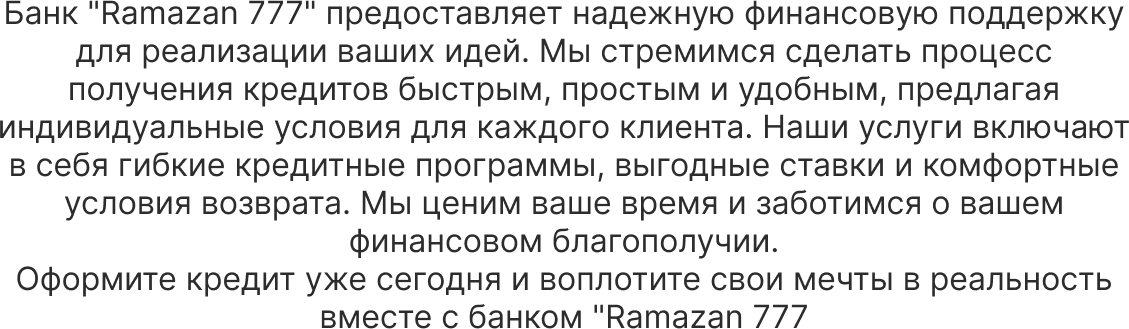 Банк "Ramazan 777" предоставляет надежную финансовую поддержку
для реализации ваших идей. Мы стремимся сделать процесс
получения кредитов быстрым, простым и удобным, предлагая
индивидуальные условия для каждого клиента. Наши услуги включают
в себя гибкие кредитные программы, выгодные ставки и комфортные
условия возврата. Мы ценим ваше время и заботимся о вашем
финансовом благополучии.
Оформите кредит уже сегодня и воплотите свои мечты в реальность
вместе с банком "Ramazan 777